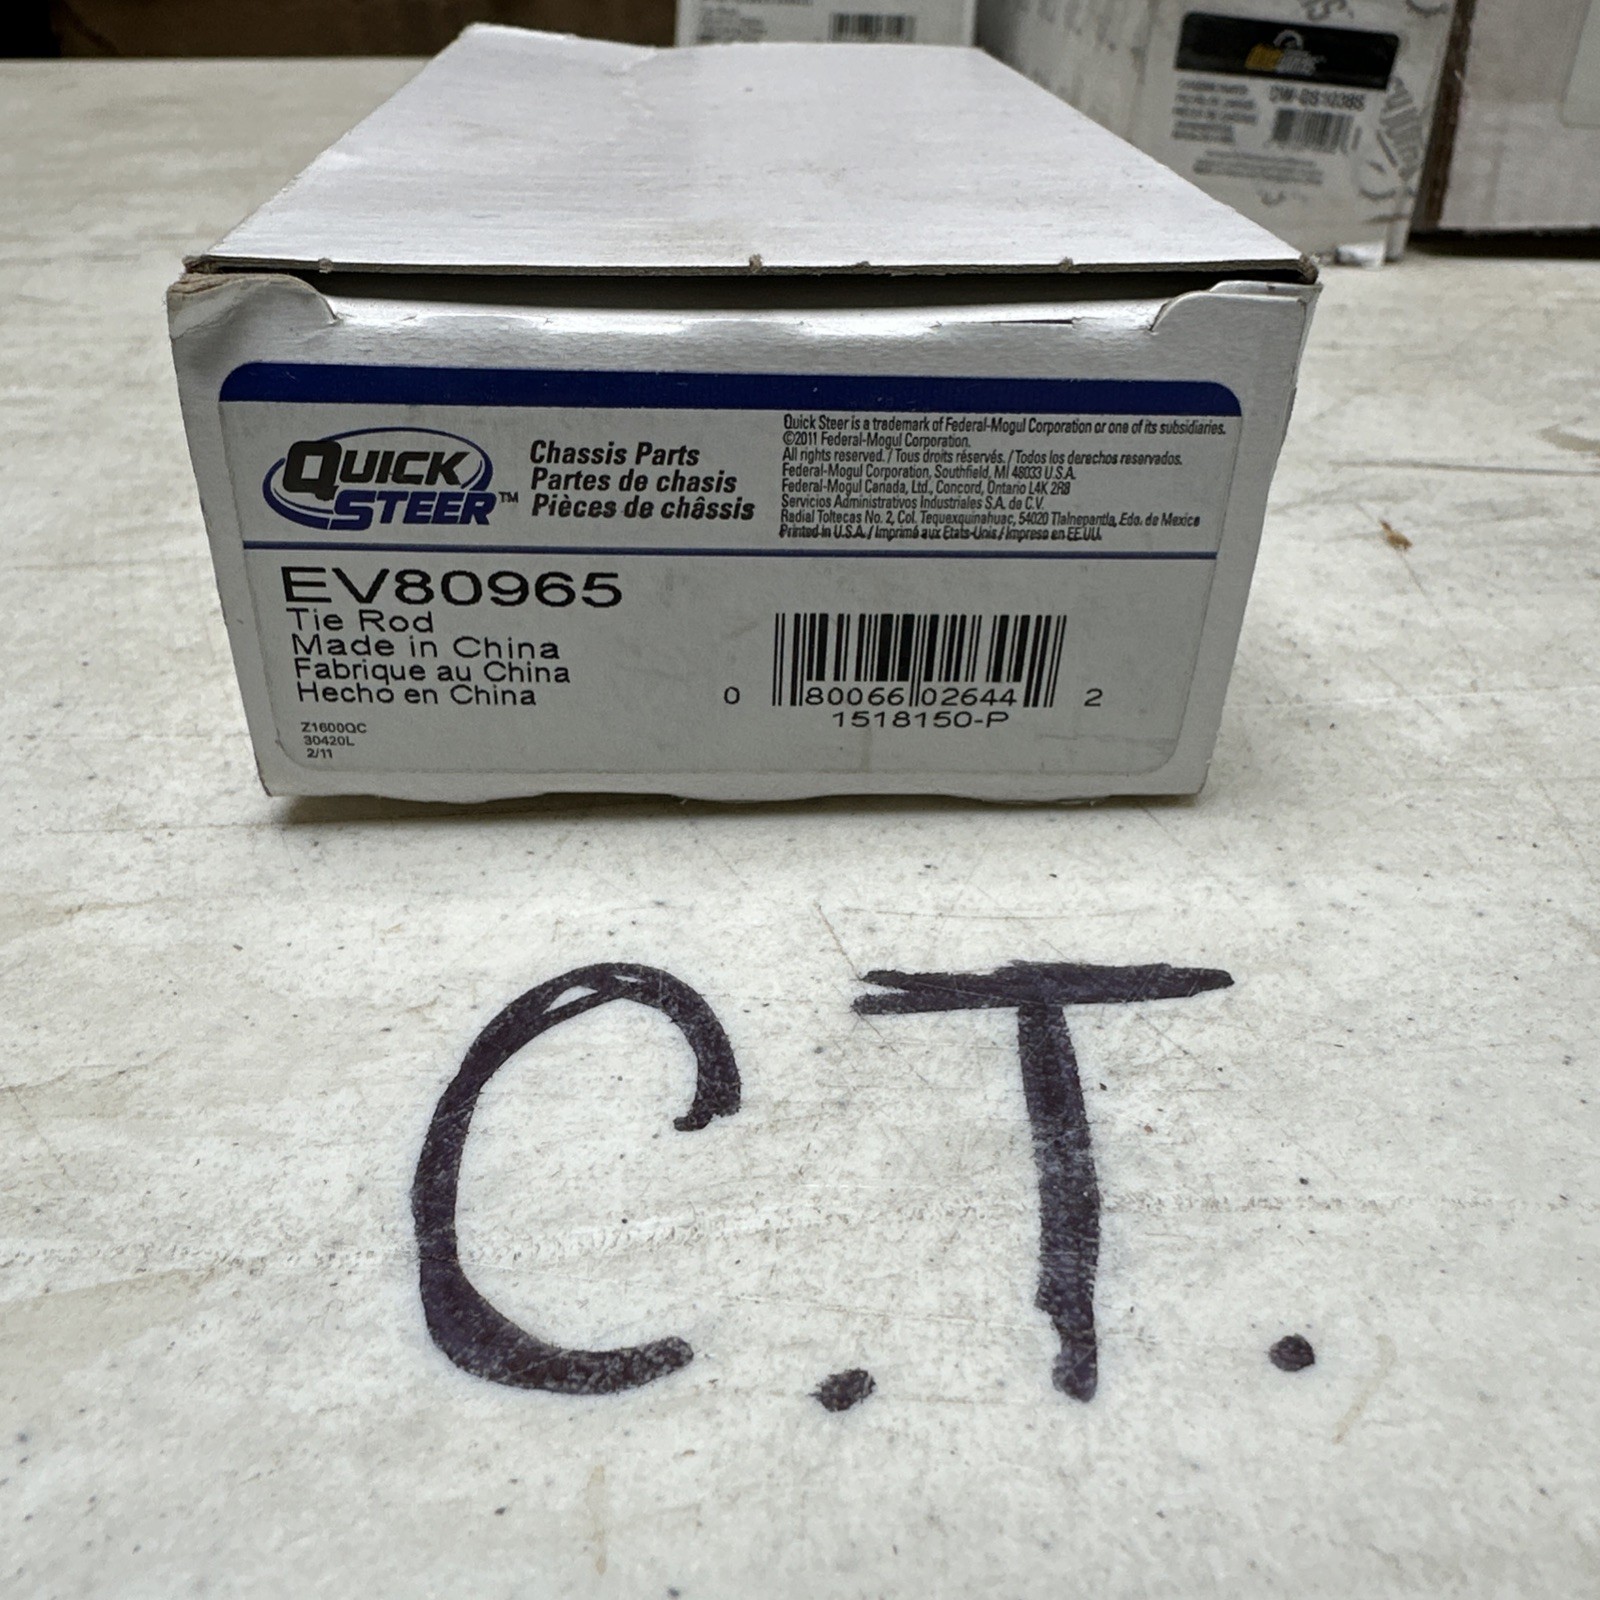 QUICK
STEER™
Chassis Parts
Partes de chasis
Pièces de châssis
Quick Steer is a trademark of Federal-Mogul Corporation or one of its subsidiaries.
©2011 Federal-Mogul Corporation.
All rights reserved. / Tous droits réservés. / Todos los derechos reservados.
Federal-Mogul Corporation, Southfield, MI 48033 U.S.A.
Federal-Mogul Canada, Ltd., Concord, Ontario L4K 2R8
Servicios Administrativos Industriales S.A. de C.V.
Radial Toltecas No. 2, Col. Tequexquinahuac, 54020 Tlalnepantla, Edo. de Mexico
Printed in U.S.A. / Imprimé aux Etats-Unis / Impreso en EE.UU.
EV80965
Tie Rod
Made in China
Fabrique au China
Hecho en China
Z1600QC
30420L
2/11
0 80066 02644 2
1518150-P
C.T.